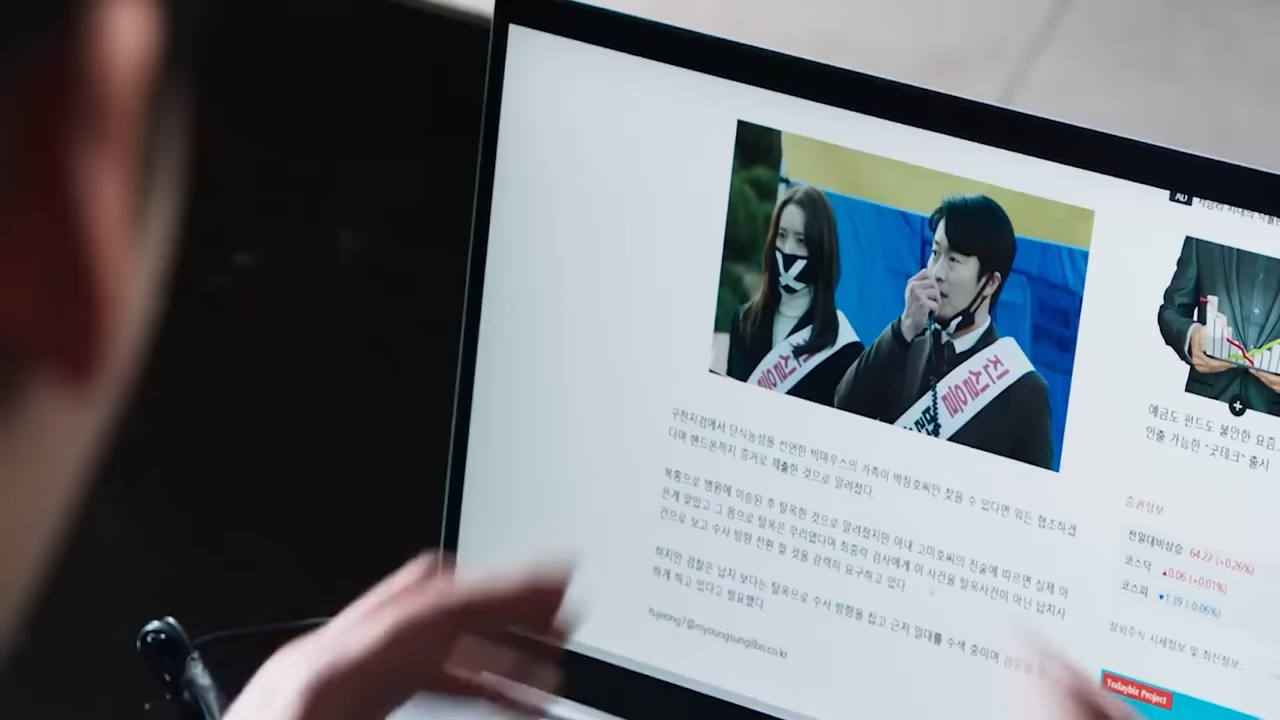 진실을
진실을
구천지검에서 단식농성을 선언한 빅마우스의 가족이 박창호씨만 찾을 수 있다면 뭐든 협조하겠
다며 핸드폰까지 증거로 제출한 것으로 알려졌다.
복통으로 병원에 이송된 후 탈옥한 것으로 알려졌지만 아내 고미호씨의 진술에 따르면 실제 아
픈게 맞았고 그 몸으로 탈옥은 무리였다며 최중락 검사에게 이 사건을 탈옥사건이 아닌 납치사
건으로 보고 수사 방향 전환 할 것을 강력히 요구하고 있다.
하지만 검찰은 납치 보다는 탈옥으로 수사 방향을 잡고 근처 일대를 수색 중이며
하게 하고 있다고 발표했다.
Yujeong7@myoungsungilbo.co.kr
AD
예금도 펀드도 불안한 요즘..
인출 가능한 "굿테크" 출시
증권정보
전일대비상승 64.22 (+0.26%)
코스닥 ▲0.06 (+0.01%)
코스피 ▼1.39 (-0.06%)
해외주식 시세정보 및 최신정보..
Todaybiz Project